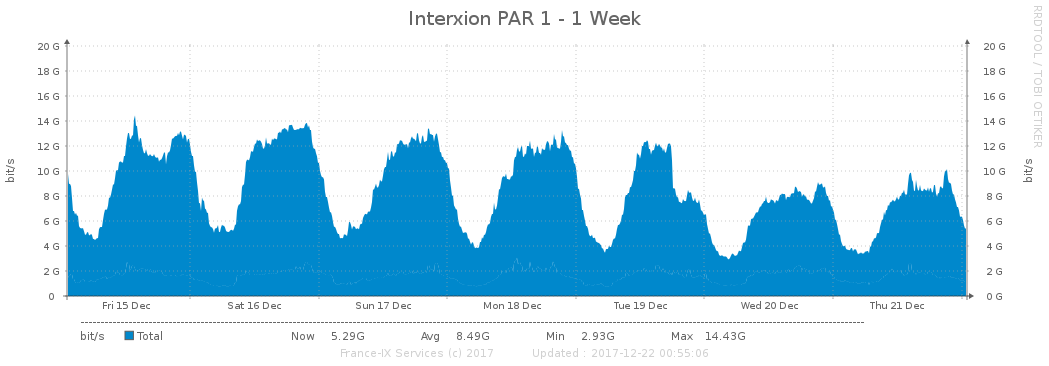 Interxion PAR 1 - 1 Week
RRDTOOL / TOBI OETIKER
bit/s
bit/s
20 G 20 G
18 G 18 G
16 G 16 G
14 G 14 G
12 G 12 G
10 G 10 G
8 G 8 G
6 G 6 G
4 G 4 G
2 G 2 G
0 0 G
Fri 15 Dec Sat 16 Dec Sun 17 Dec Mon 18 Dec Tue 19 Dec Wed 20 Dec Thu 21 Dec
bit/s Total Now 5.29G Avg 8.49G Min 2.93G Max 14.43G
France-IX Services (c) 2017 Updated : 2017-12-22 00:55:06